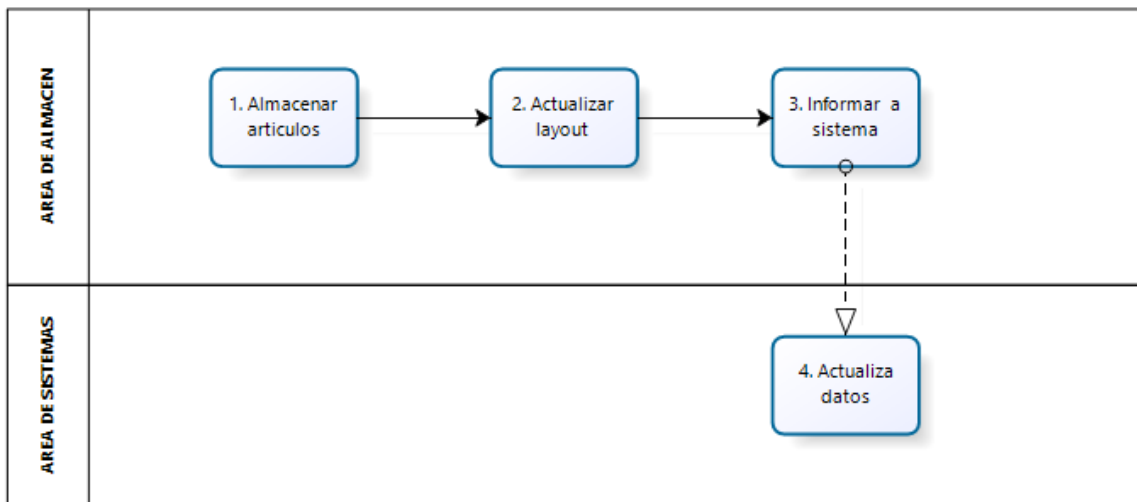 AREA DE ALMACEN
1. Almacenar
articulos
2. Actualizar
layout
3. Informar a
sistema
AREA DE SISTEMAS
4. Actualiza
datos